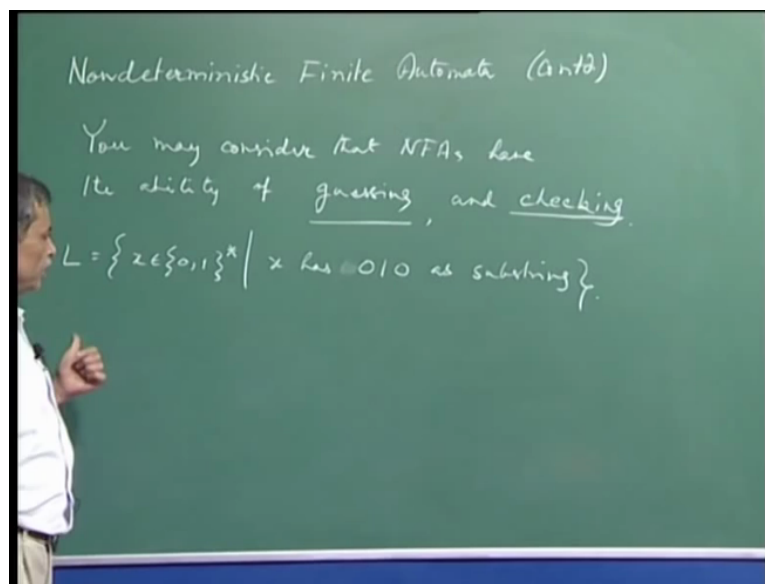 Nondeterministic Finite Automata (Contd)
You may consider that NFAs have
the ability of guessing, and checking.
L = { x ∈ {0,1}* | x has 010 as substring }.